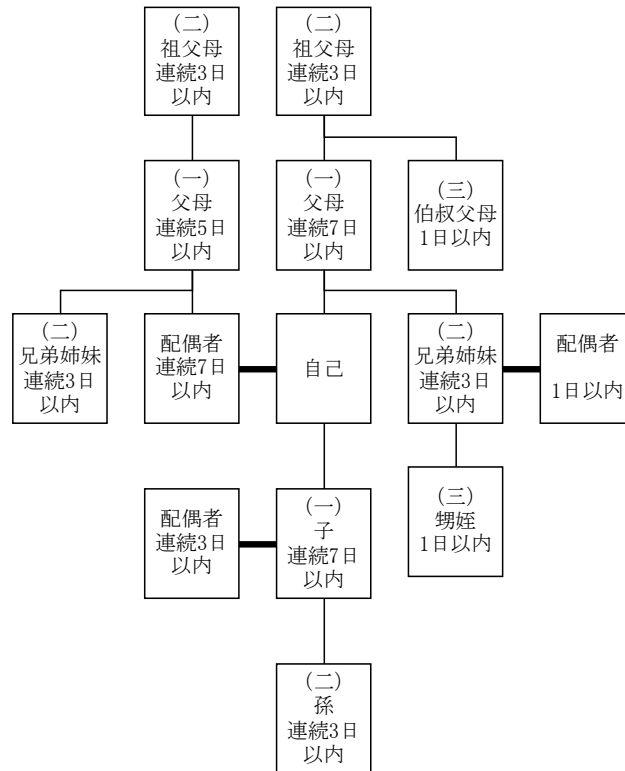 (二)
祖父母
連続3日
以内
(二)
祖父母
連続3日
以内
(一)
父母
連続5日
以内
(一)
父母
連続7日
以内
(三)
伯叔父母
1日以内
(二)
兄弟姉妹
連続3日
以内
配偶者
連続7日
以内
自己
(二)
兄弟姉妹
連続3日
以内
配偶者
1日以内
配偶者
連続3日
以内
(一)
子
連続7日
以内
(三)
甥姪
1日以内
(二)
孫
連続3日
以内